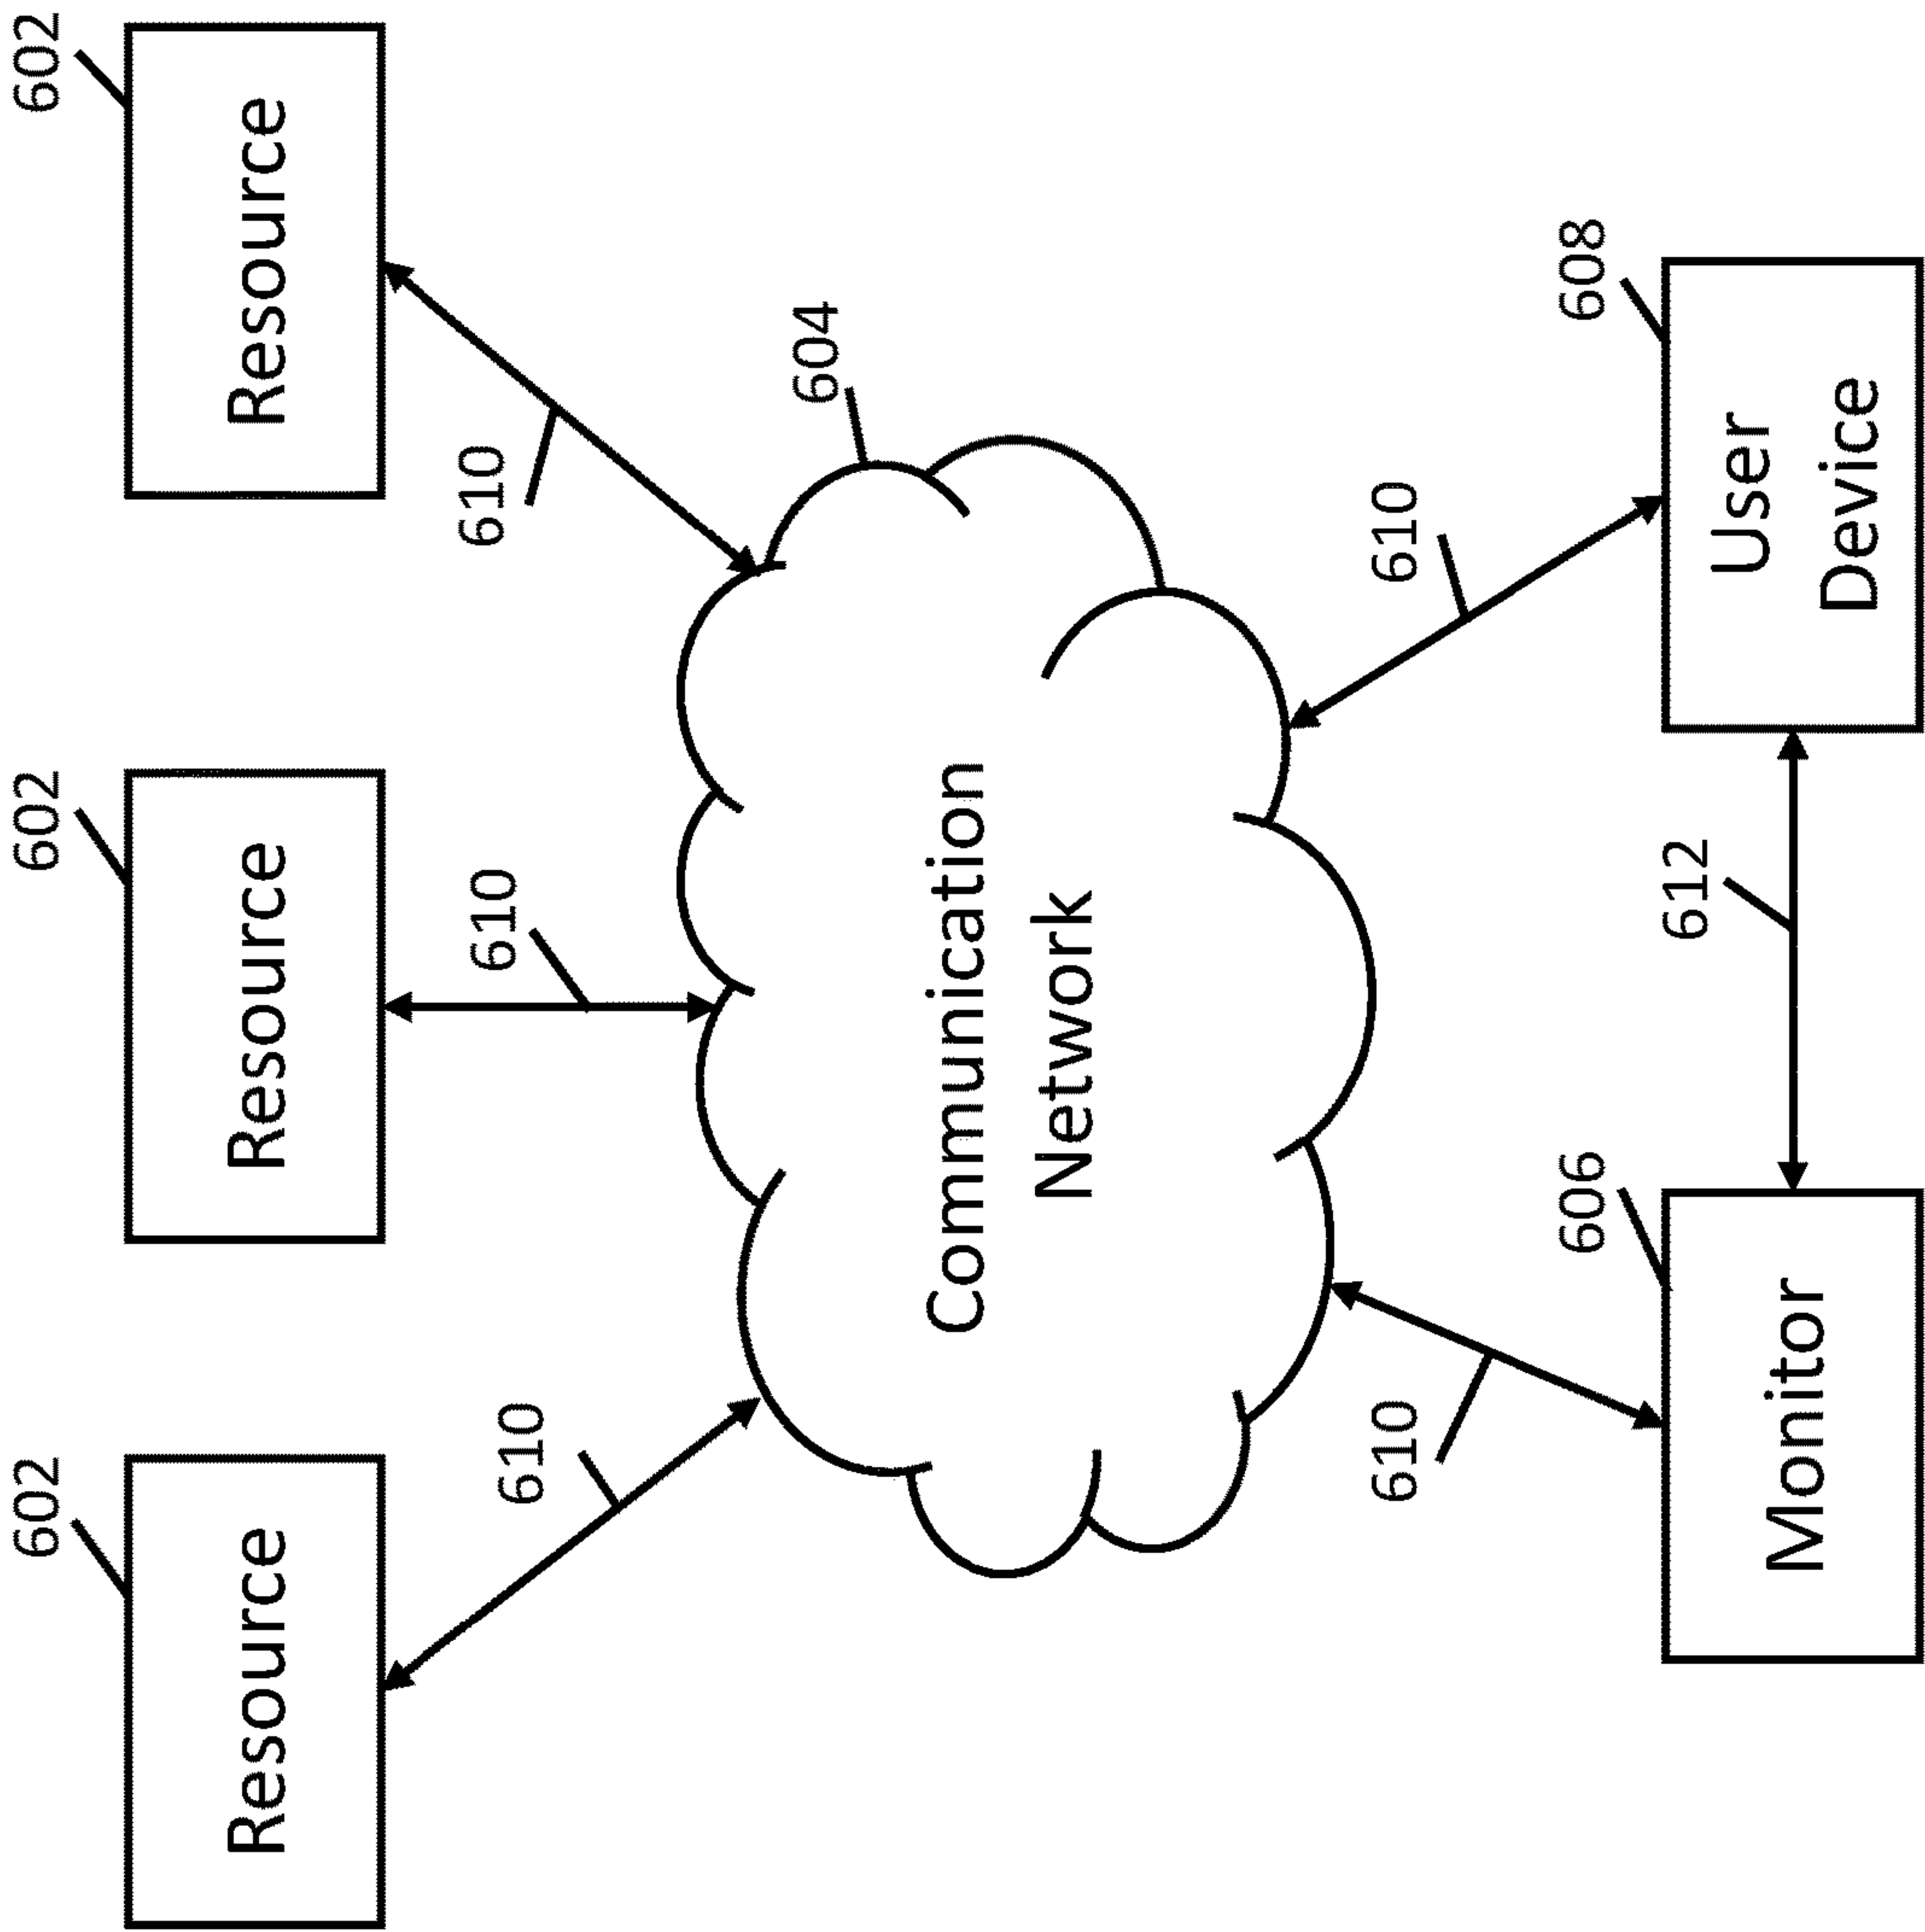 602
602
602
Resource
Resource
Resource
610
610
610
604
Communication
Network
610
610
606
608
612
Monitor
User
Device